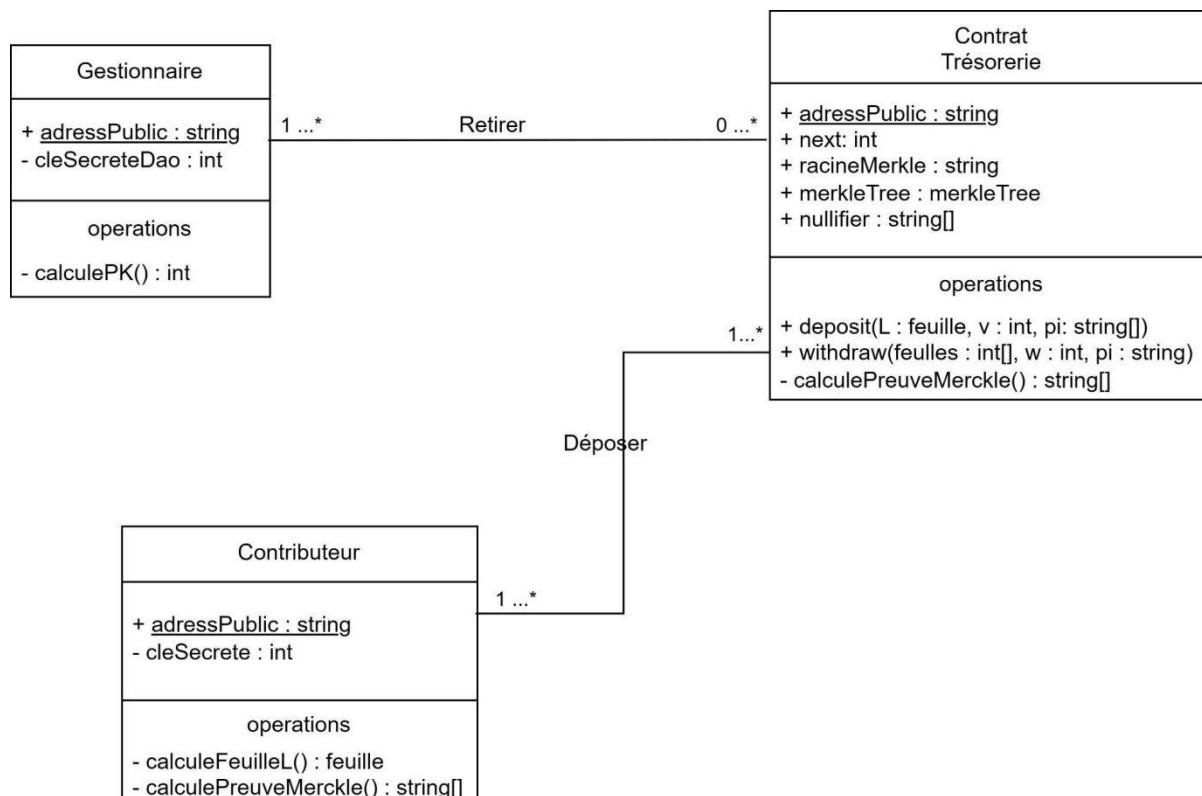 Gestionnaire
+ adressPublic : string
- cleSecreteDao : int
operations
- calculePK() : int
1 ...*
Retirer
0 ...*
Contrat
Trésorerie
+ adressPublic : string
+ next: int
+ racineMerkle : string
+ merkleTree : merkleTree
+ nullifier : string[]
operations
+ deposit(L : feuille, v : int, pi: string[])
+ withdraw(feulles : int[], w : int, pi : string)
- calculePreuveMerckle() : string[]
1...*
Déposer
1 ...*
Contributeur
+ adressPublic : string
- cleSecrete : int
operations
- calculeFeuilleL() : feuille
- calculePreuveMerckle() : string[]